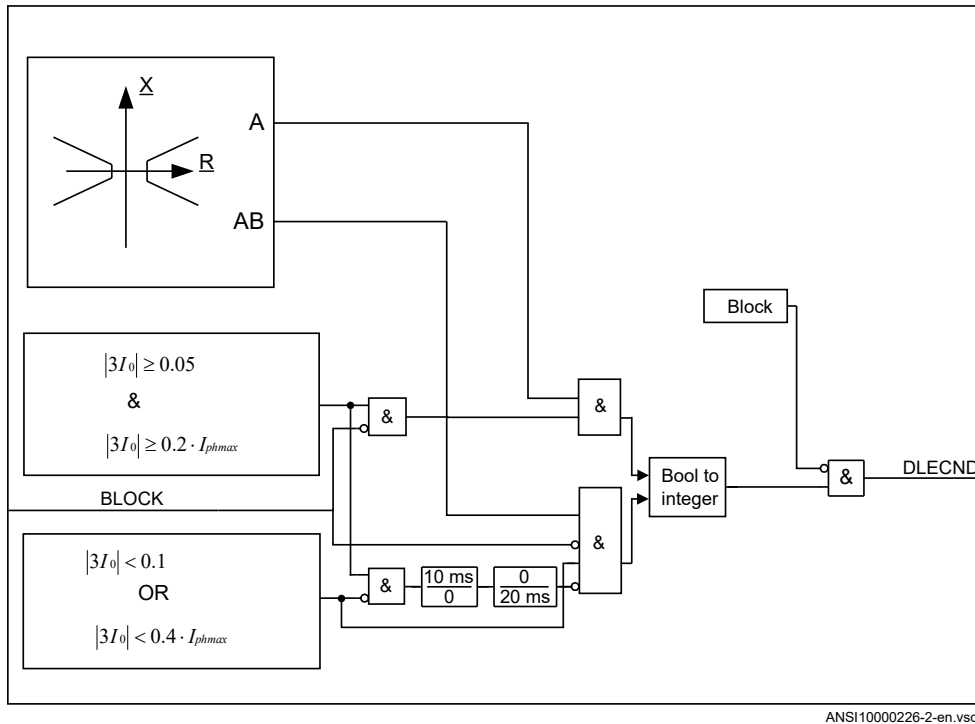 X
R
A
AB
Block
|3I0| ≥ 0.05
&
|3I0| ≥ 0.2 · Iphmax
&
&
BLOCK
Bool to
integer
&
DLECND
|3I0| < 0.1
OR
|3I0| < 0.4 · Iphmax
&
10 ms
0
0
20 ms
&
ANSI10000226-2-en.vsd